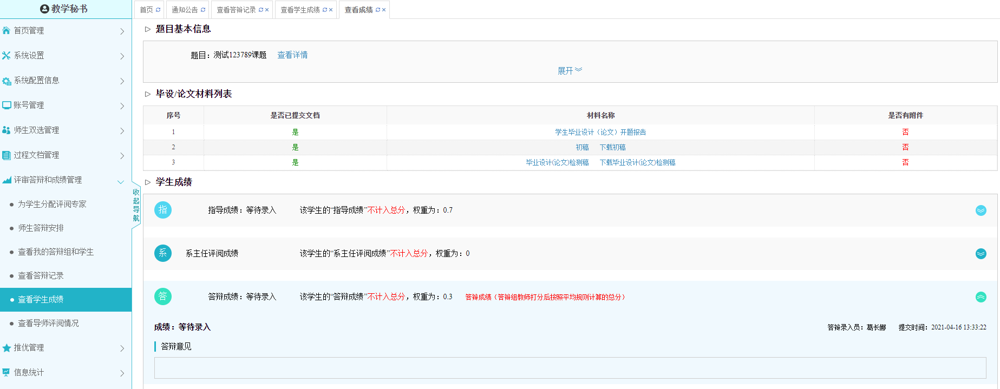 教学秘书
首页管理
系统设置
系统配置信息
账号管理
师生双选管理
过程文档管理
评审答辩和成绩管理
为学生分配评阅专家
师生答辩安排
查看我的答辩组和学生
查看答辩记录
查看学生成绩
查看导师评阅情况
推优管理
信息统计
收起导航
首页 通知公告 查看答辩记录 查看学生成绩 查看成绩
题目基本信息
题目：测试123789课题 查看详情
展开
毕设/论文材料列表
序号 是否已提交文档 材料名称 是否有附件
1 是 学生毕业设计（论文）开题报告 否
2 是 初稿 下载初稿 否
3 是 毕业设计(论文)检测稿 下载毕业设计(论文)检测稿 否
学生成绩
指 指导成绩：等待录入 该学生的“指导成绩”不计入总分，权重为：0.7
系 系主任评阅成绩 该学生的“系主任评阅成绩”不计入总分，权重为：0
答 答辩成绩：等待录入 该学生的“答辩成绩”不计入总分，权重为：0.3 答辩成绩（答辩组教师打分后按照平均规则计算的总分）
成绩：等待录入 答辩录入员：葛长娜 提交时间：2021-04-16 13:33:22
答辩意见